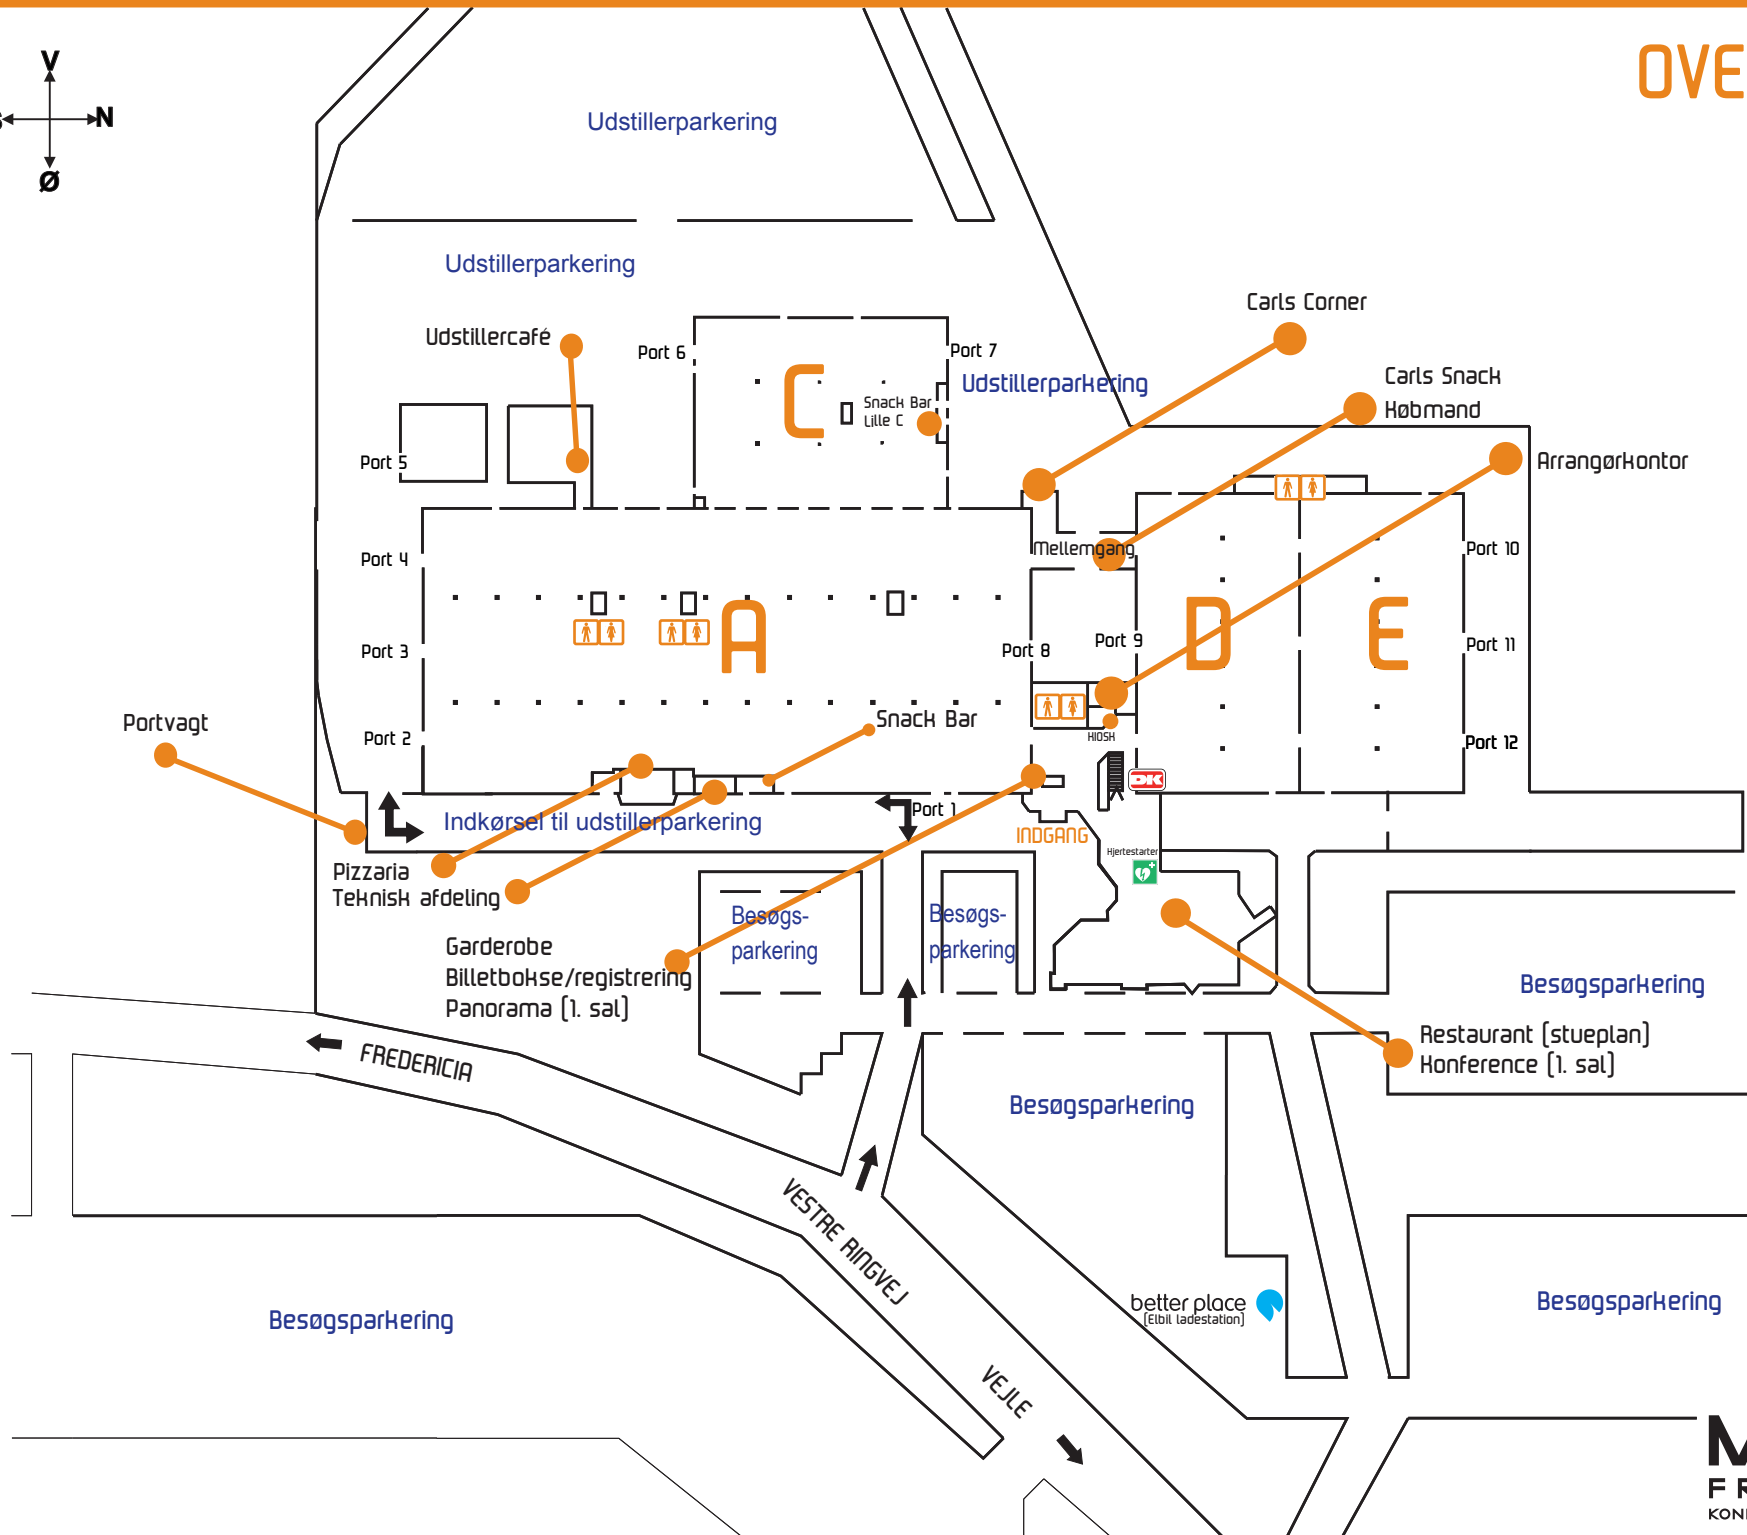 OVE
V
N
Ø
Udstillerparkering
Udstillerparkering
Carls Corner
Udstillercafé
Port 6
Port 7
Udstillerparkering
Carls Snack
Købmand
C
Snack Bar
Lille C
Port 5
Arrangørkontor
Mellemgang
Port 4
Port 10
A
D
E
Port 3
Port 8
Port 9
Port 11
Portvagt
Snack Bar
Port 2
KIOSK
Port 12
DK
Port 1
Indkørsel til udstillerparkering
INDGANG
Hjertestarter
Pizzaria
Teknisk afdeling
Besøgs-
parkering
Besøgs-
parkering
Garderobe
Billetbokse/registrering
Panorama (1. sal)
Besøgsparkering
Restaurant (stueplan)
Konference (1. sal)
FREDERICIA
Besøgsparkering
VESTRE RINGVEJ
better place
(Elbil ladestation)
Besøgsparkering
Besøgsparkering
VEJLE
M
FR
KON